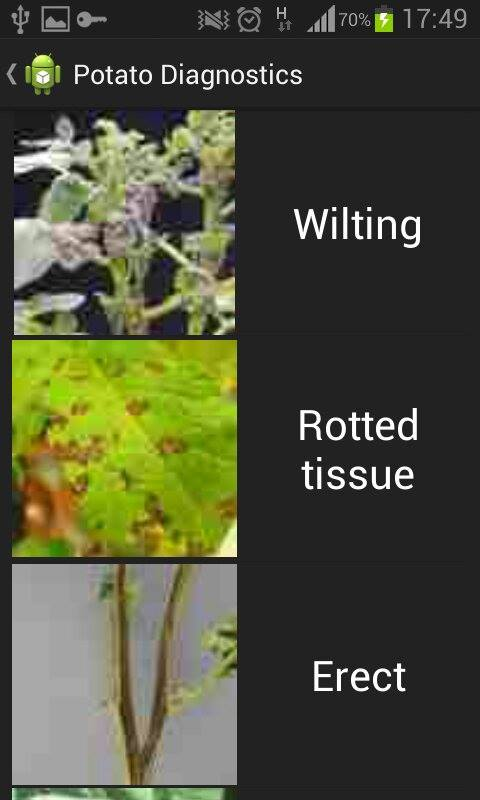 H 70% 17:49
Potato Diagnostics
Wilting
Rotted
tissue
Erect